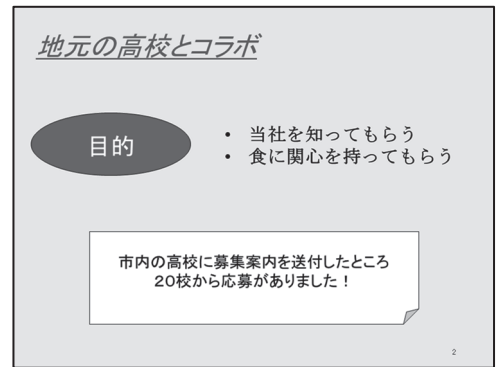 地元の高校とコラボ
目的
• 当社を知ってもらう
• 食に関心を持ってもらう
市内の高校に募集案内を送付したところ
20校から応募がありました！
2